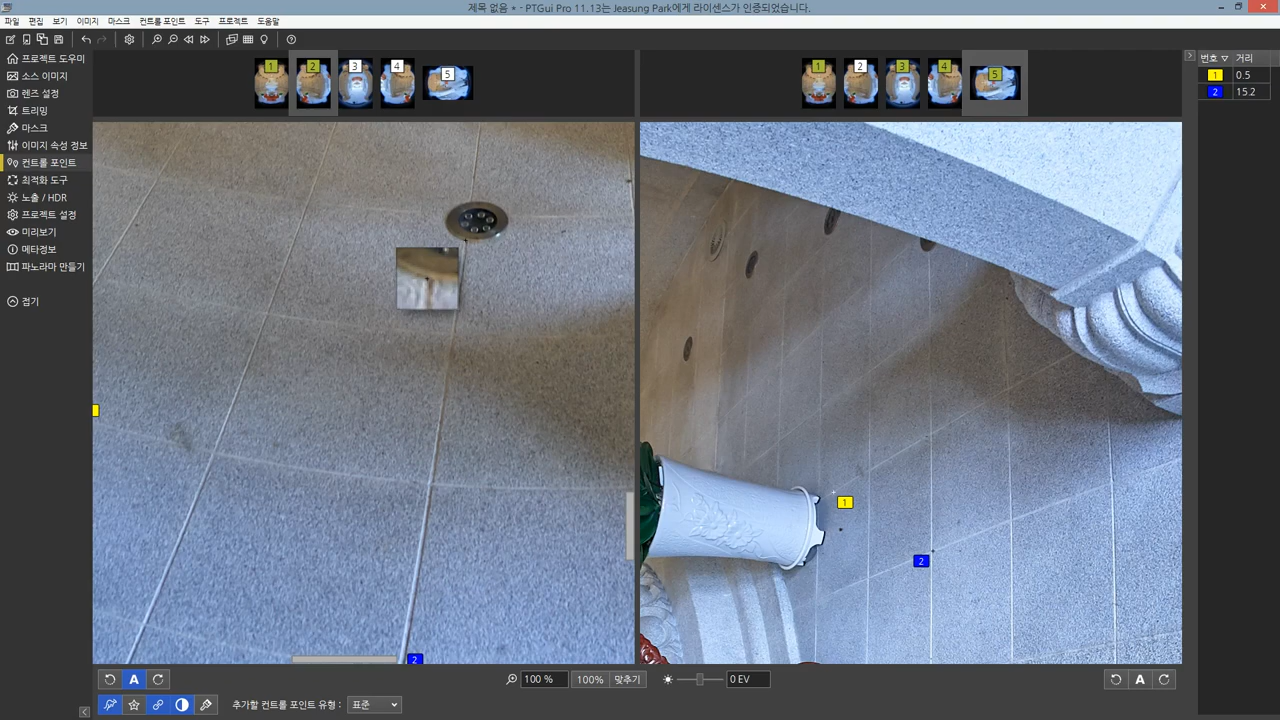 제목 없음 * - PTGui Pro 11.13는 Jeasung Park에게 라이센스가 인증되었습니다.
파일 편집 보기 이미지 마스크 컨트롤 포인트 도구 프로젝트 도움말
프로젝트 도우미
소스 이미지
렌즈 설정
트리밍
마스크
이미지 속성 정보
컨트롤 포인트
최적화 도구
노출 / HDR
프로젝트 설정
미리보기
메타정보
파노라마 만들기
접기
1 2 3 4 5
1 2 3 4 5
번호 거리
1 0.5
2 15.2
1
2
2
A
100 %
100%
맞추기
0 EV
A
추가할 컨트롤 포인트 유형 :
표준